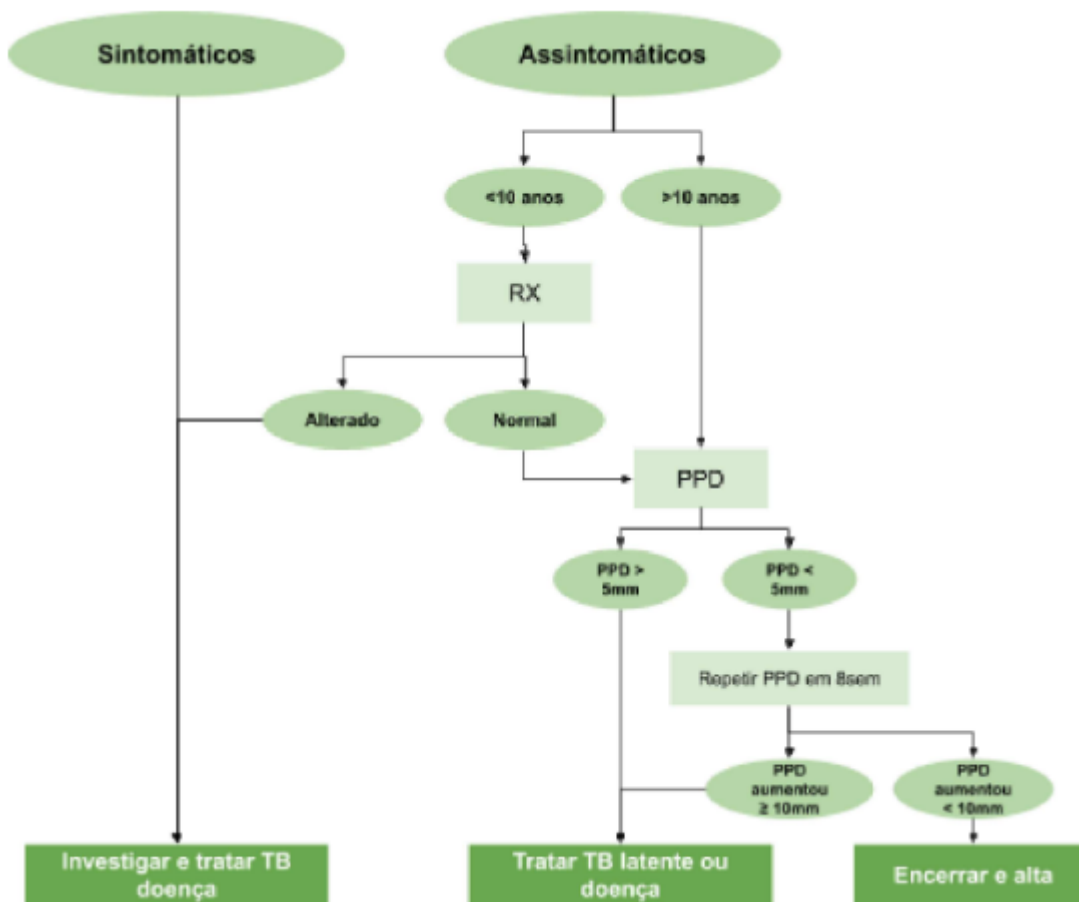 Sintomáticos
Assintomáticos
<10 anos
>10 anos
RX
Alterado
Normal
PPD
PPD >
5mm
PPD <
5mm
Repetir PPD em 8sem
PPD
aumentou
≥ 10mm
PPD
aumentou
< 10mm
Investigar e tratar TB
doença
Tratar TB latente ou
doença
Encerrar e alta